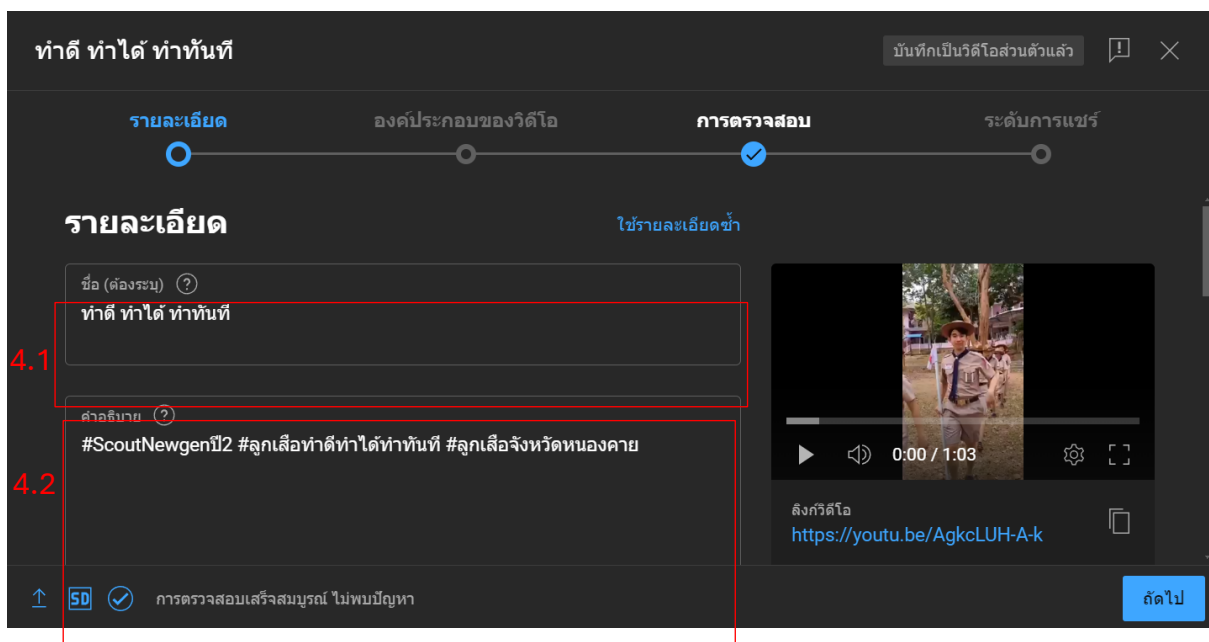 ทำดี ทำได้ ทำทันที
บันทึกเป็นวิดีโอส่วนตัวแล้ว
รายละเอียด
องค์ประกอบของวิดีโอ
การตรวจสอบ
ระดับการแชร์
รายละเอียด
ใช้รายละเอียดซ้ำ
ชื่อ (ต้องระบุ)
ทำดี ทำได้ ทำทันที
4.1
คำอธิบาย
#ScoutNewgenปี2 #ลูกเสือทำดีทำได้ทำทันที #ลูกเสือจังหวัดหนองคาย
4.2
0:00 / 1:03
ลิงก์วิดีโอ
https://youtu.be/AgkcLUH-A-k
SD
การตรวจสอบเสร็จสมบูรณ์ ไม่พบปัญหา
ถัดไป